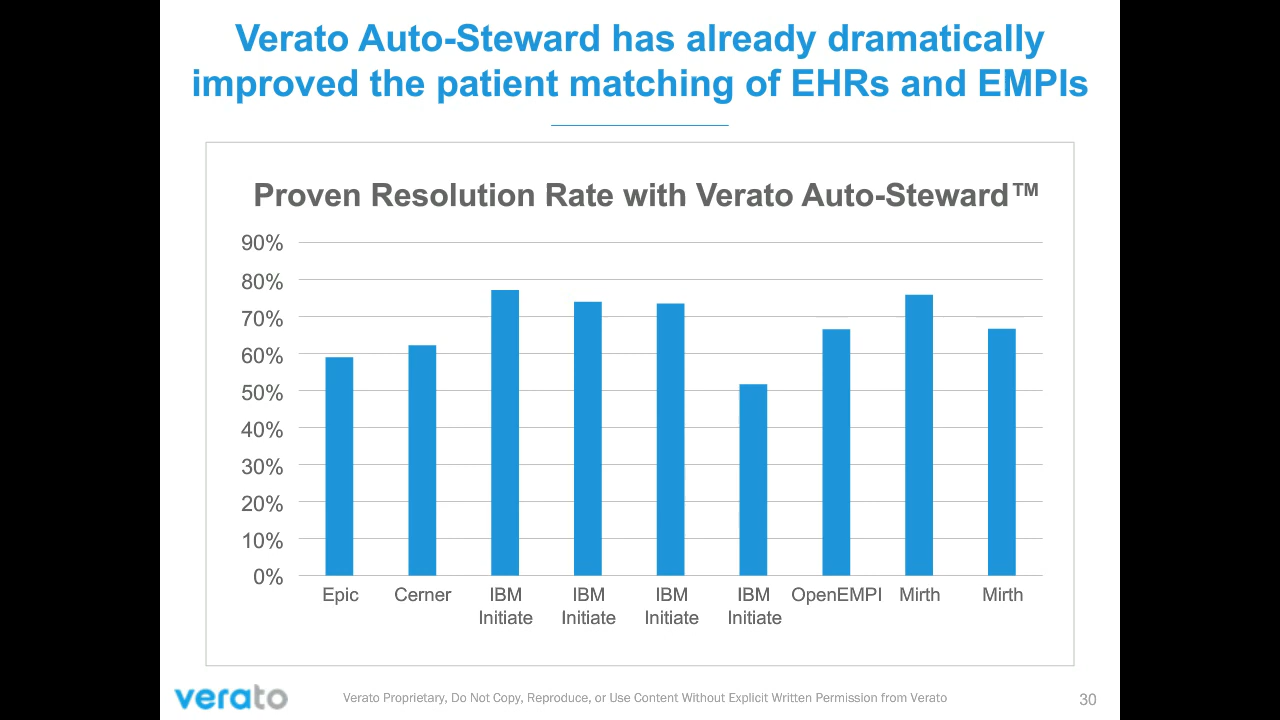 Verato Auto-Steward has already dramatically
improved the patient matching of EHRs and EMPIs
Proven Resolution Rate with Verato Auto-Steward™
90%
80%
70%
60%
50%
40%
30%
20%
10%
0%
Epic Cerner IBM IBM IBM IBM OpenEMPI Mirth Mirth
Initiate Initiate Initiate Initiate
verato Verato Proprietary, Do Not Copy, Reproduce, or Use Content Without Explicit Written Permission from Verato 30